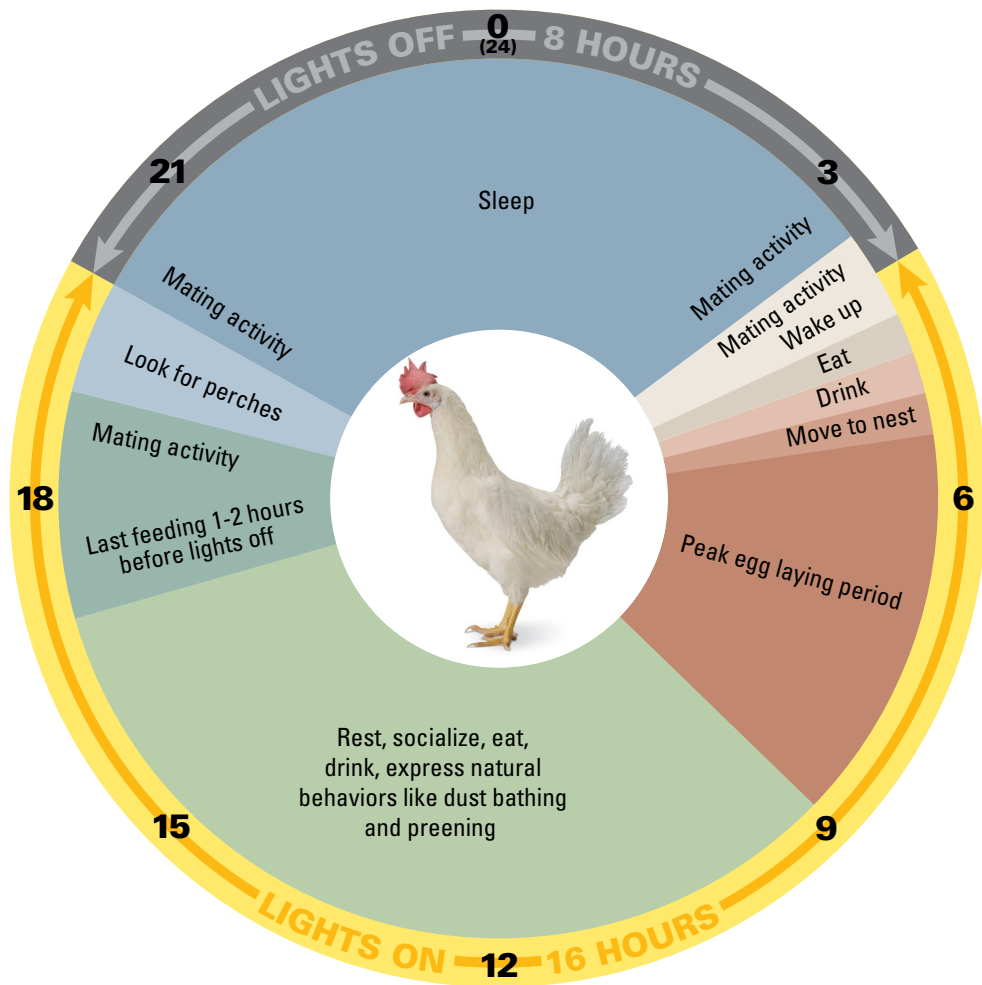 LIGHTS OFF
0
(24)
8 HOURS
21
3
Sleep
Mating activity
Mating activity
Mating activity
Wake up
Look for perches
Eat
Drink
Move to nest
Mating activity
18
6
Last feeding 1-2 hours
before lights off
Peak egg laying period
Rest, socialize, eat,
drink, express natural
behaviors like dust bathing
and preening
15
9
LIGHTS ON
12
16 HOURS